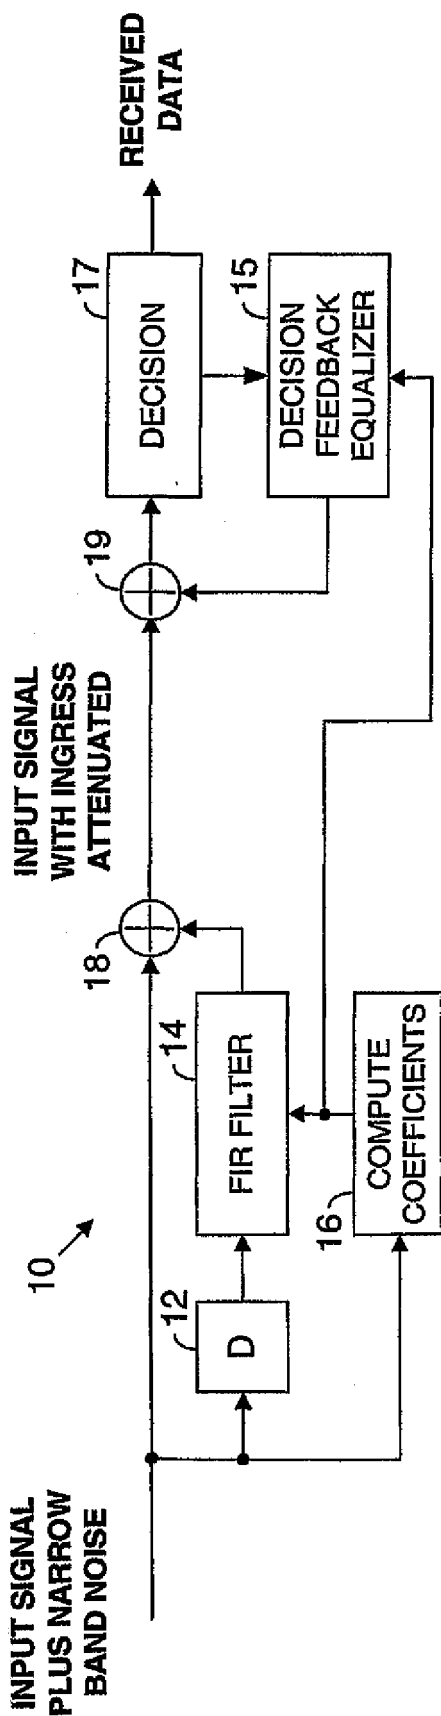 INPUT SIGNAL
PLUS NARROW
BAND NOISE
10
12
D
14
FIR FILTER
16
COMPUTE
COEFFICIENTS
18
INPUT SIGNAL
WITH INGRESS
ATTENUATED
19
17
DECISION
15
DECISION
FEEDBACK
EQUALIZER
RECEIVED
DATA